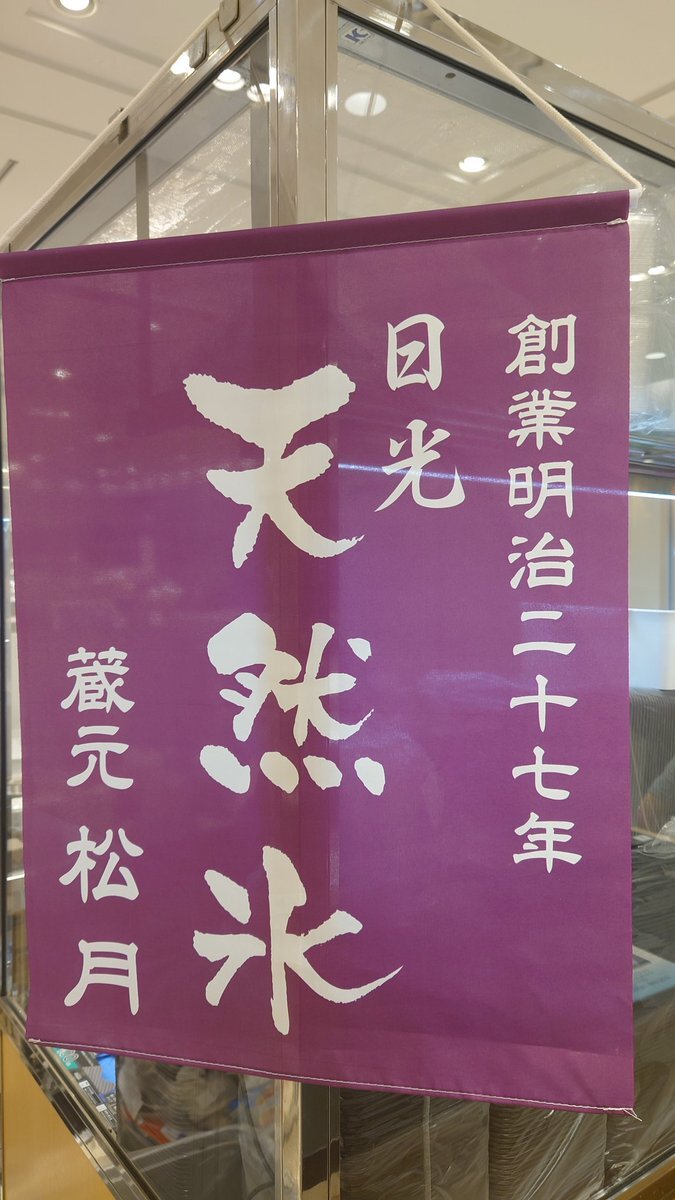 創業明治二十七年
日光
天然氷
蔵元 松月